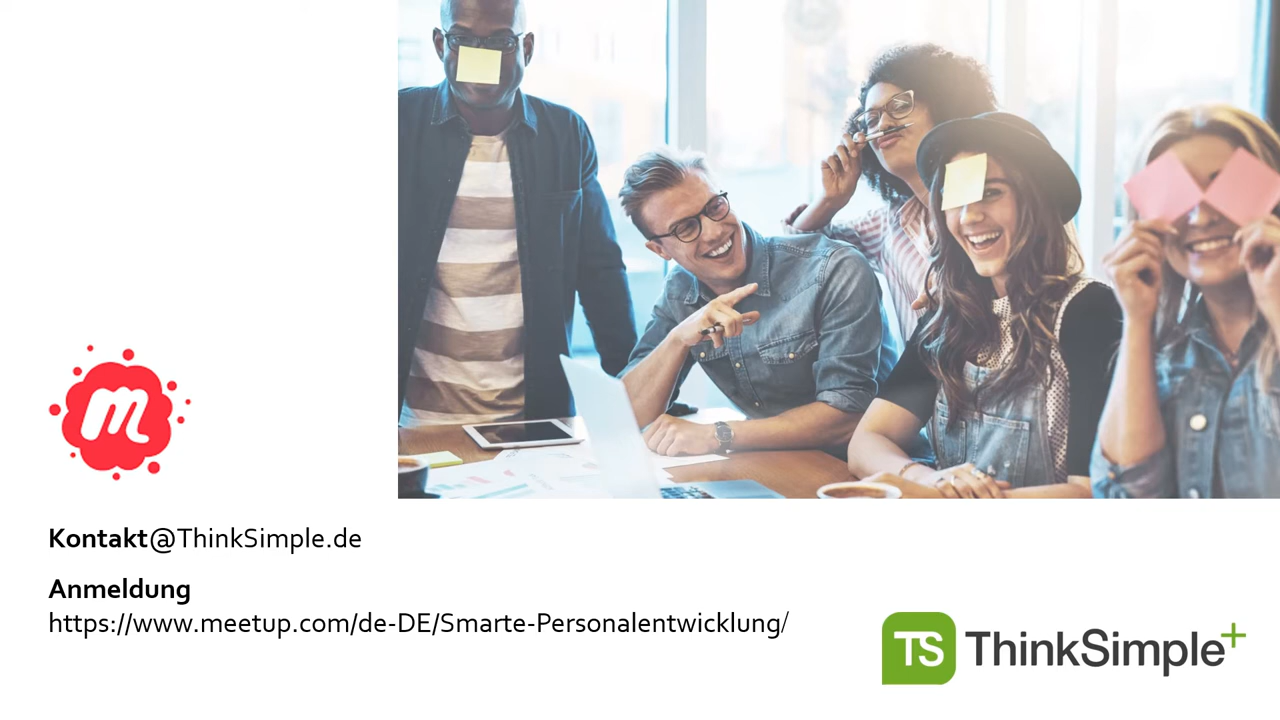 m
Kontakt@ThinkSimple.de
Anmeldung
https://www.meetup.com/de-DE/Smarte-Personalentwicklung/
TS ThinkSimple+